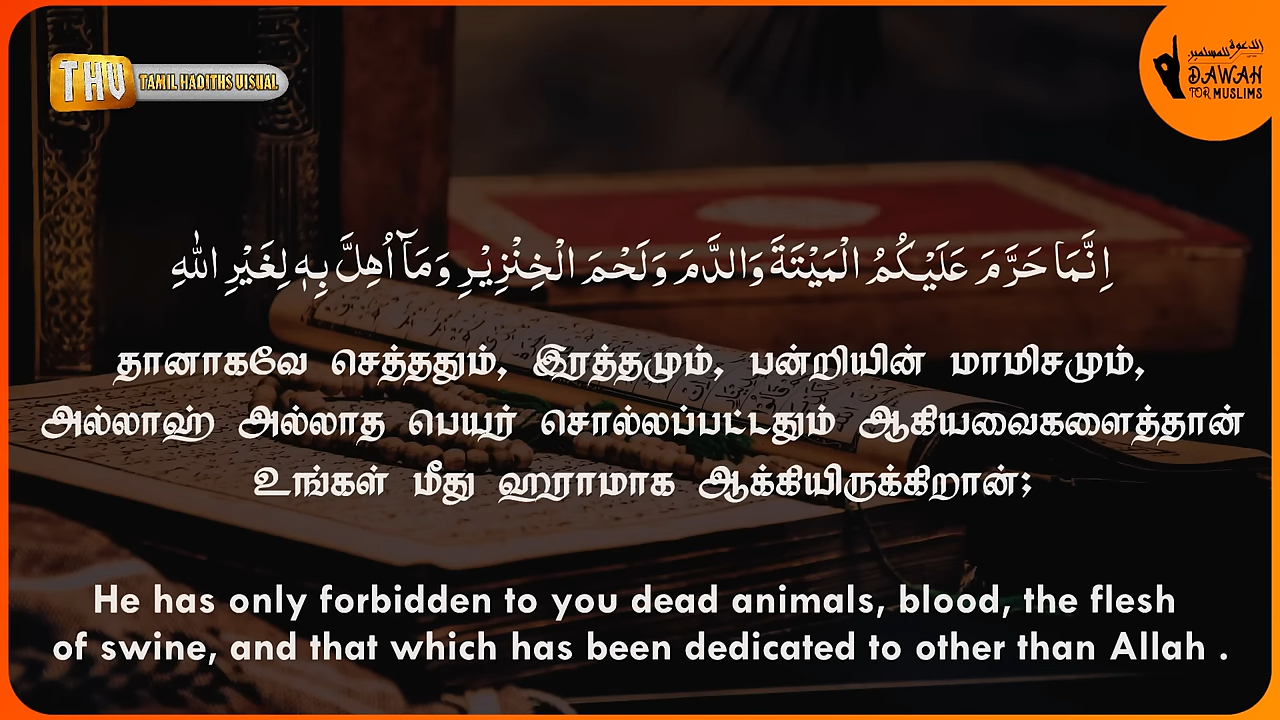 THV TAMIL HADITHS VISUAL
الدعوة للمسلمين
DAWAH
FOR MUSLIMS
اِنَّمَا حَرَّمَ عَلَيْكُمُ الْمَيْتَةَ وَالدَّمَ وَلَحْمَ الْخِنْزِيْرِ وَمَآ اُهِلَّ بِهٖ لِغَيْرِ اللّٰهِ
தானாகவே செத்ததும், இரத்தமும், பன்றியின் மாமிசமும்,
அல்லாஹ் அல்லாத பெயர் சொல்லப்பட்டதும் ஆகியவைகளைத்தான்
உங்கள் மீது ஹராமாக ஆக்கியிருக்கிறான்;
He has only forbidden to you dead animals, blood, the flesh
of swine, and that which has been dedicated to other than Allah .